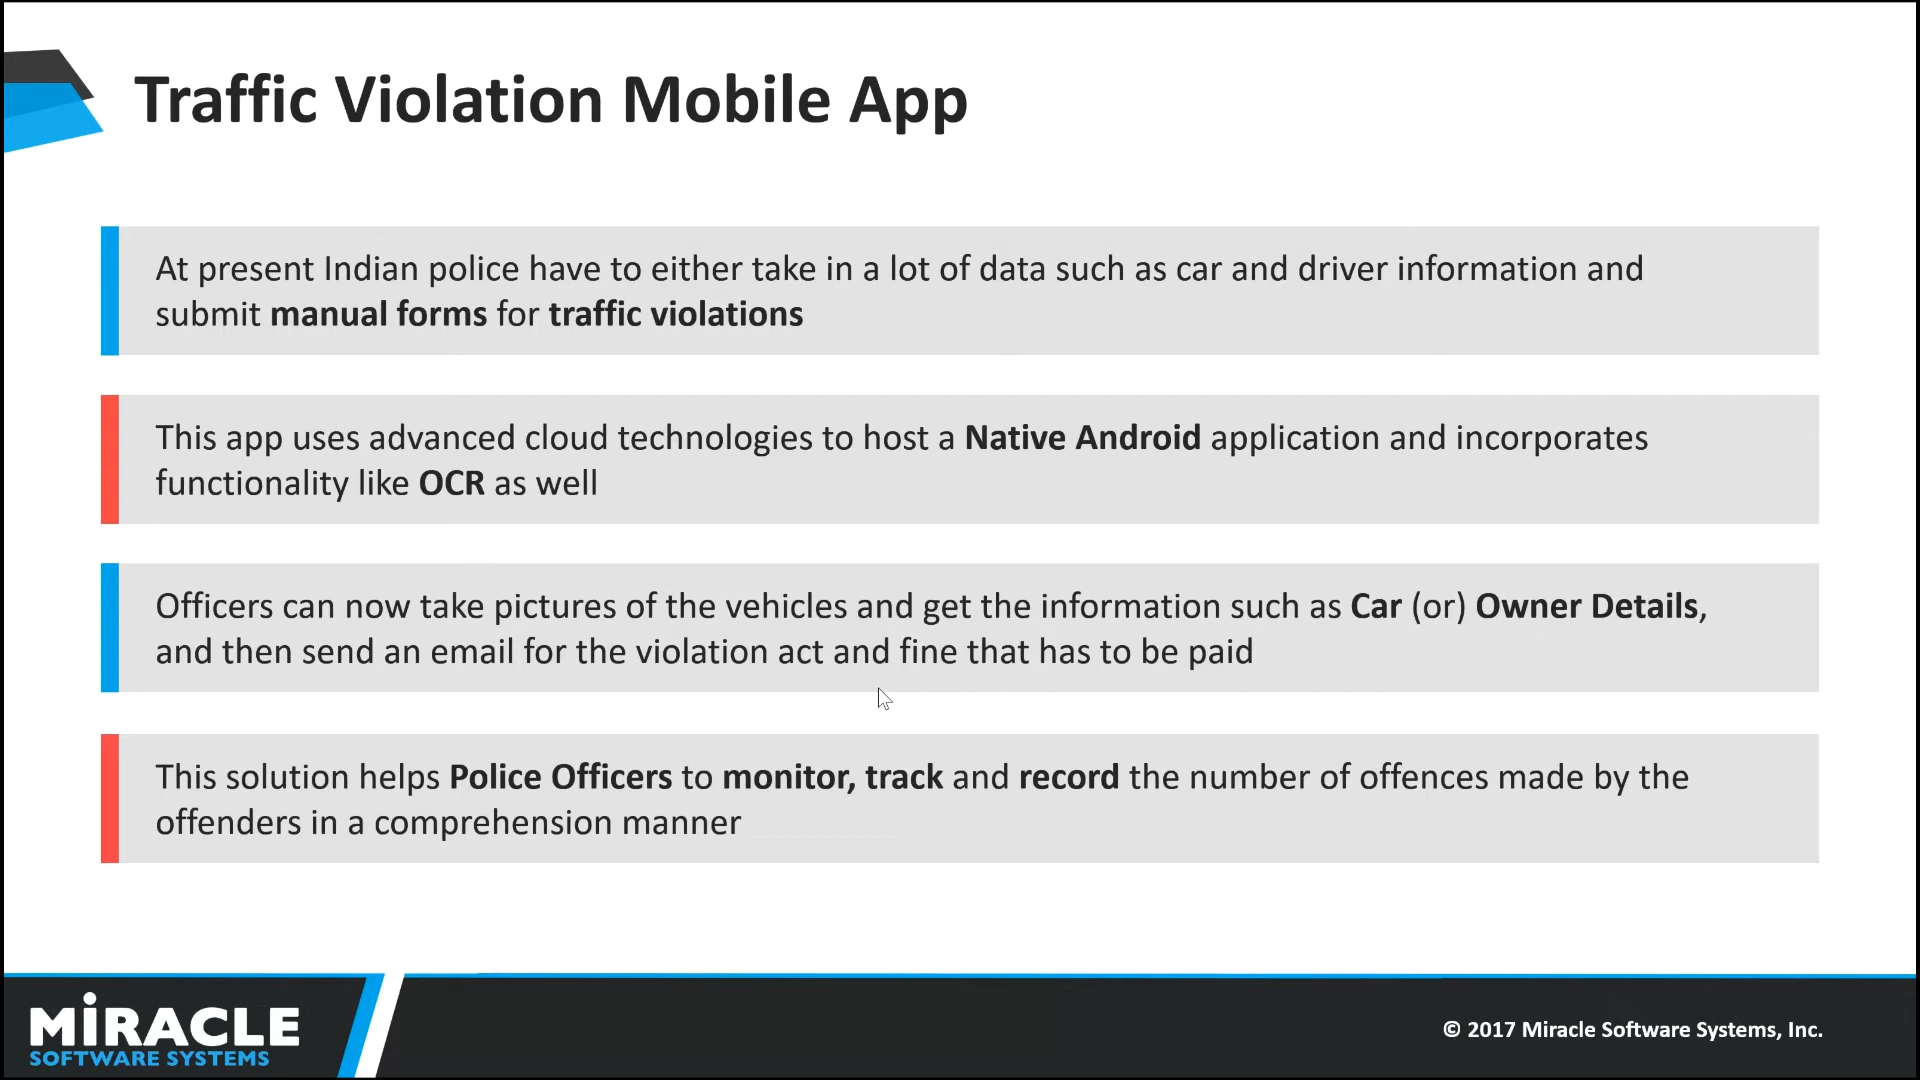 Traffic Violation Mobile App
At present Indian police have to either take in a lot of data such as car and driver information and
submit manual forms for traffic violations
This app uses advanced cloud technologies to host a Native Android application and incorporates
functionality like OCR as well
Officers can now take pictures of the vehicles and get the information such as Car (or) Owner Details,
and then send an email for the violation act and fine that has to be paid
This solution helps Police Officers to monitor, track and record the number of offences made by the
offenders in a comprehension manner
MiRACLE
SOFTWARE SYSTEMS
© 2017 Miracle Software Systems, Inc.